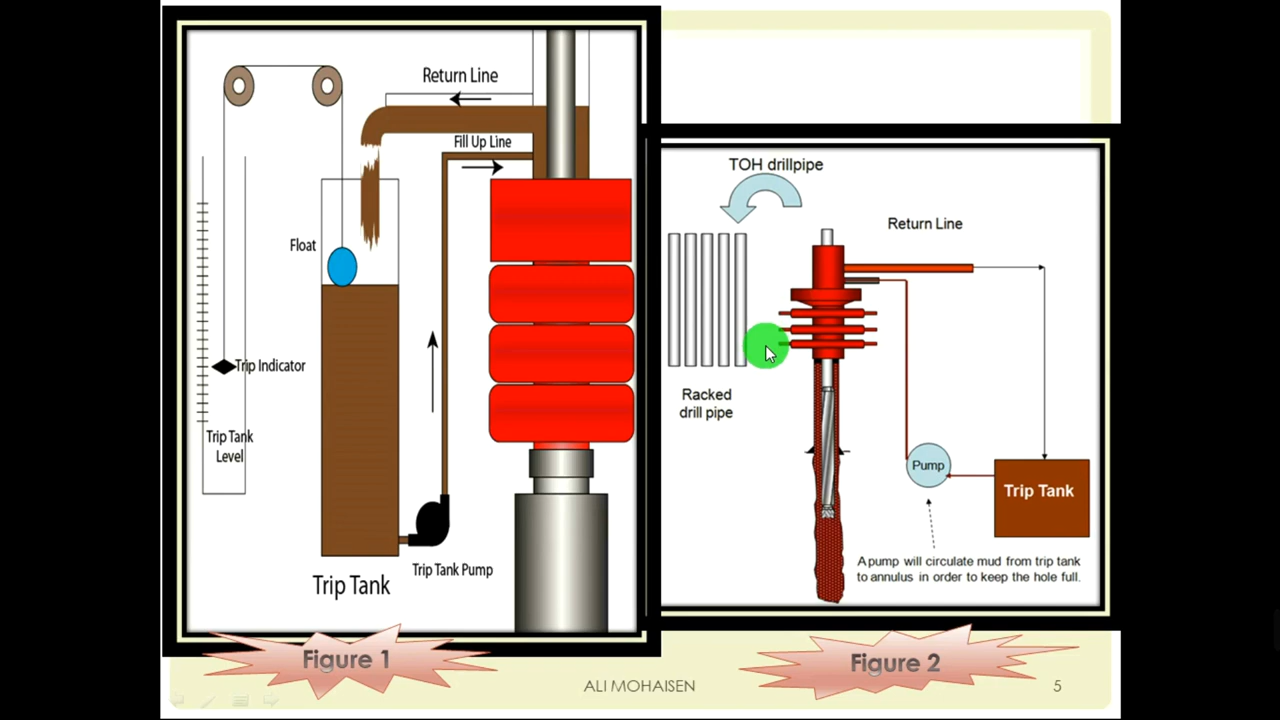 Return Line
Fill Up Line
Float
Trip Indicator
Trip Tank
Level
Trip Tank Pump
Trip Tank
Figure 1
TOH drillpipe
Return Line
Racked
drill pipe
Pump
Trip Tank
A pump will circulate mud from trip tank
to annulus in order to keep the hole full.
Figure 2
ALI MOHAISEN
5